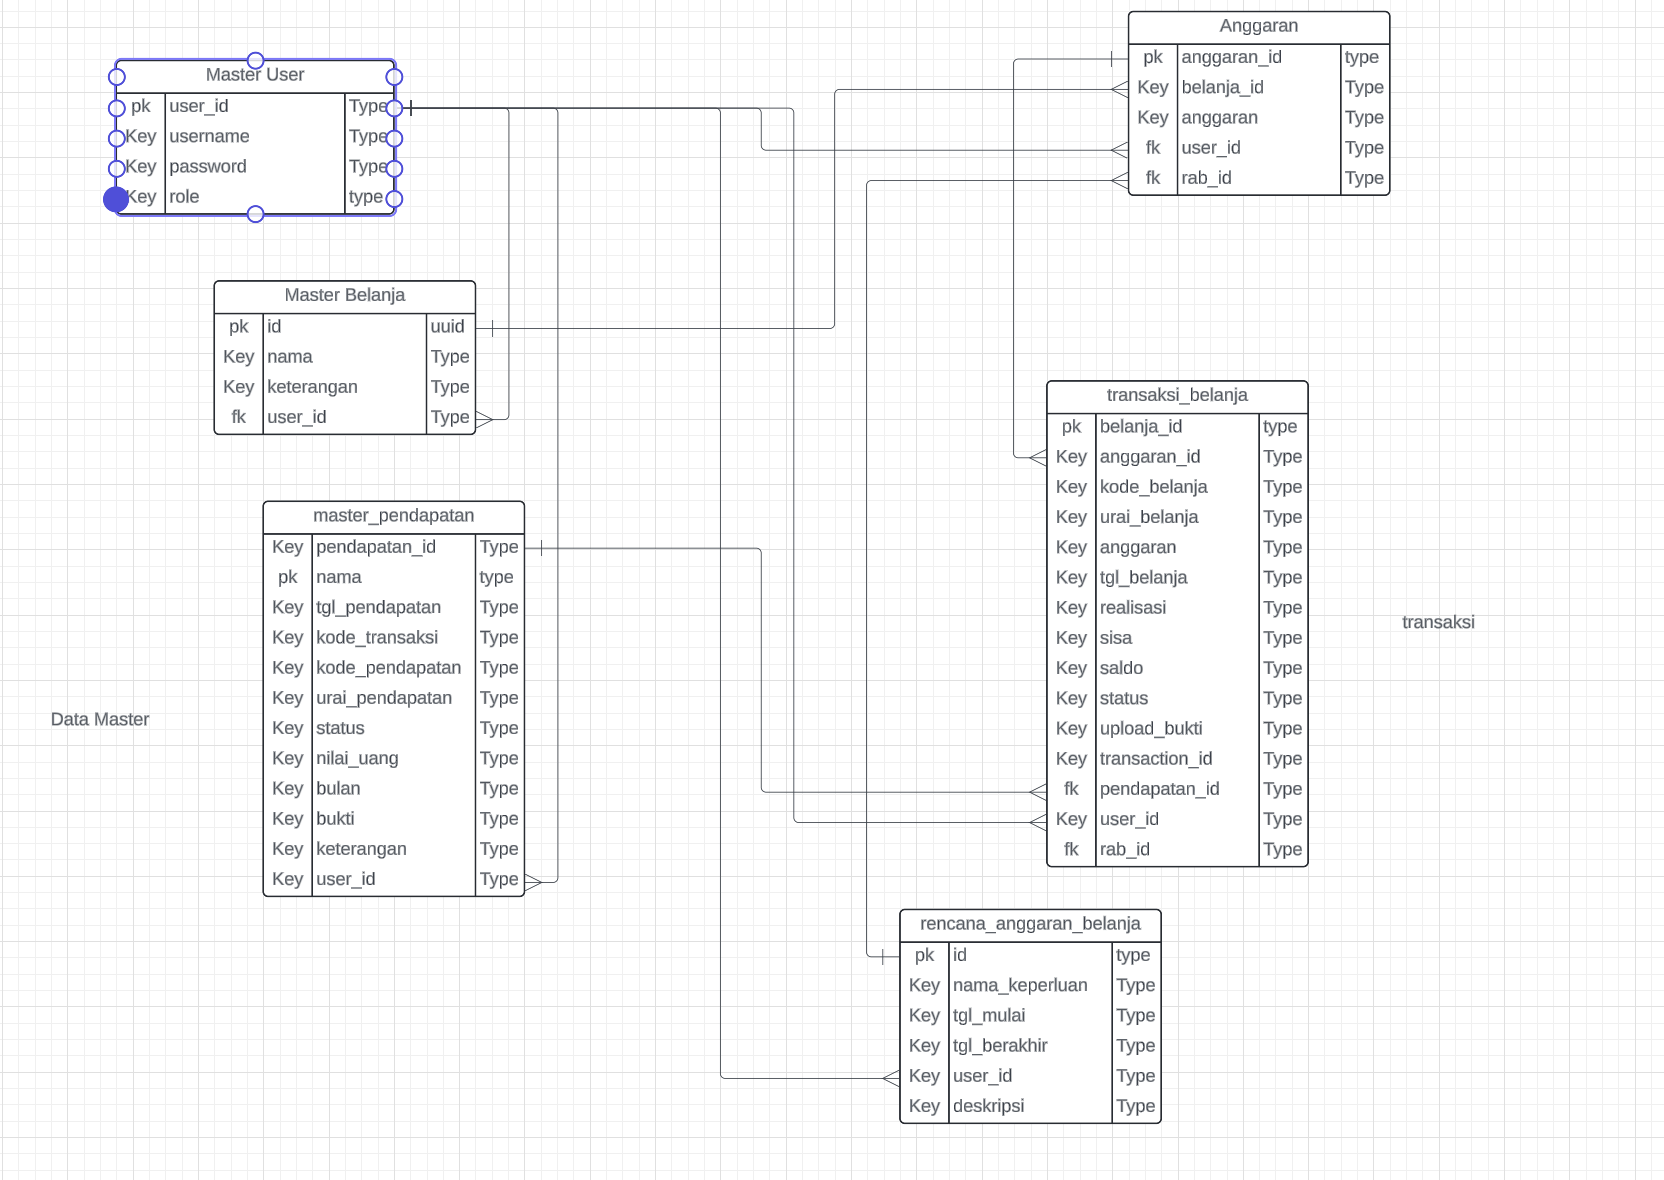 Master User
pk user_id Type
Key username Type
Key password Type
Key role type
Master Belanja
pk id uuid
Key nama Type
Key keterangan Type
fk user_id Type
master_pendapatan
Key pendapatan_id Type
pk nama type
Key tgl_pendapatan Type
Key kode_transaksi Type
Key kode_pendapatan Type
Key urai_pendapatan Type
Key status Type
Key nilai_uang Type
Key bulan Type
Key bukti Type
Key keterangan Type
Key user_id Type
Data Master
Anggaran
pk anggaran_id type
Key belanja_id Type
Key anggaran Type
fk user_id Type
fk rab_id Type
transaksi_belanja
pk belanja_id type
Key anggaran_id Type
Key kode_belanja Type
Key urai_belanja Type
Key anggaran Type
Key tgl_belanja Type
Key realisasi Type
Key sisa Type
Key saldo Type
Key status Type
Key upload_bukti Type
Key transaction_id Type
fk pendapatan_id Type
Key user_id Type
fk rab_id Type
transaksi
rencana_anggaran_belanja
pk id type
Key nama_keperluan Type
Key tgl_mulai Type
Key tgl_berakhir Type
Key user_id Type
Key deskripsi Type